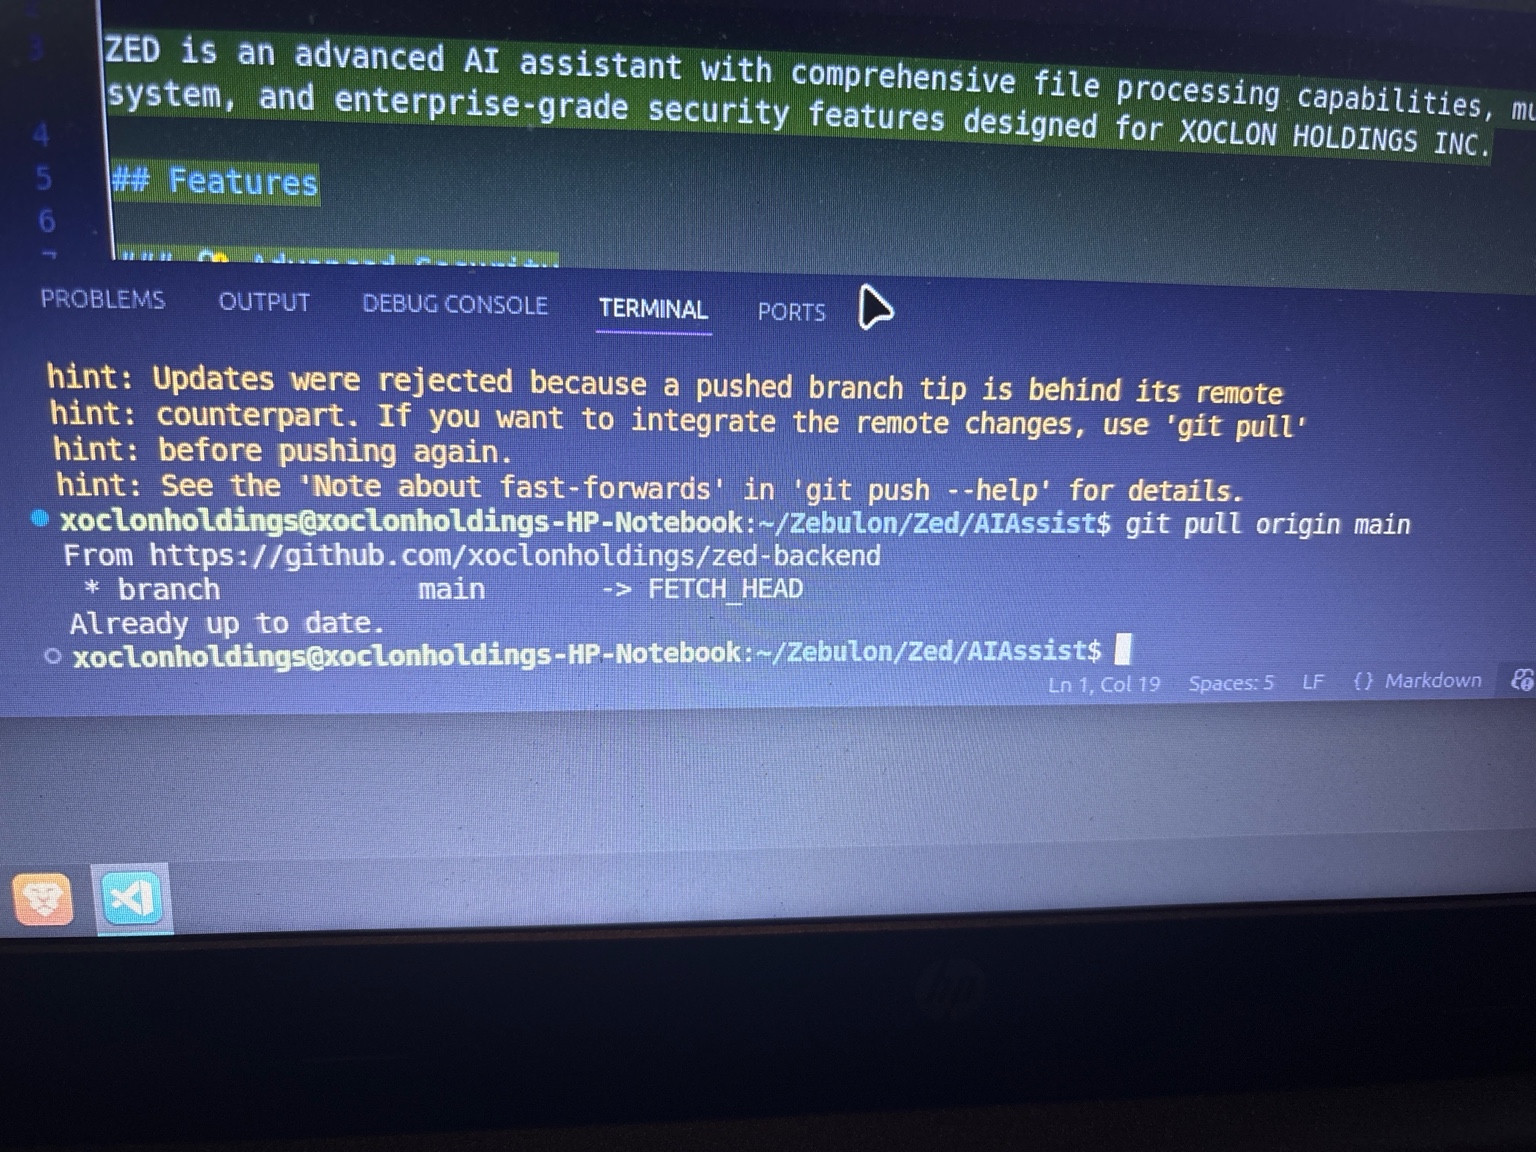 3
ZED is an advanced AI assistant with comprehensive file processing capabilities,
system, and enterprise-grade security features designed for XOCLON HOLDINGS INC.
4
5 ## Features
6
7 ### Advanced Security
PROBLEMS OUTPUT DEBUG CONSOLE TERMINAL PORTS
hint: Updates were rejected because a pushed branch tip is behind its remote
hint: counterpart. If you want to integrate the remote changes, use 'git pull'
hint: before pushing again.
hint: See the 'Note about fast-forwards' in 'git push --help' for details.
xoclonholdings@xoclonholdings-HP-Notebook:~/Zebulon/Zed/AIAssist$ git pull origin main
From https://github.com/xoclonholdings/zed-backend
* branch main -> FETCH_HEAD
Already up to date.
xoclonholdings@xoclonholdings-HP-Notebook:~/Zebulon/Zed/AIAssist$
Ln 1, Col 19 Spaces: 5 LF {} Markdown
hp